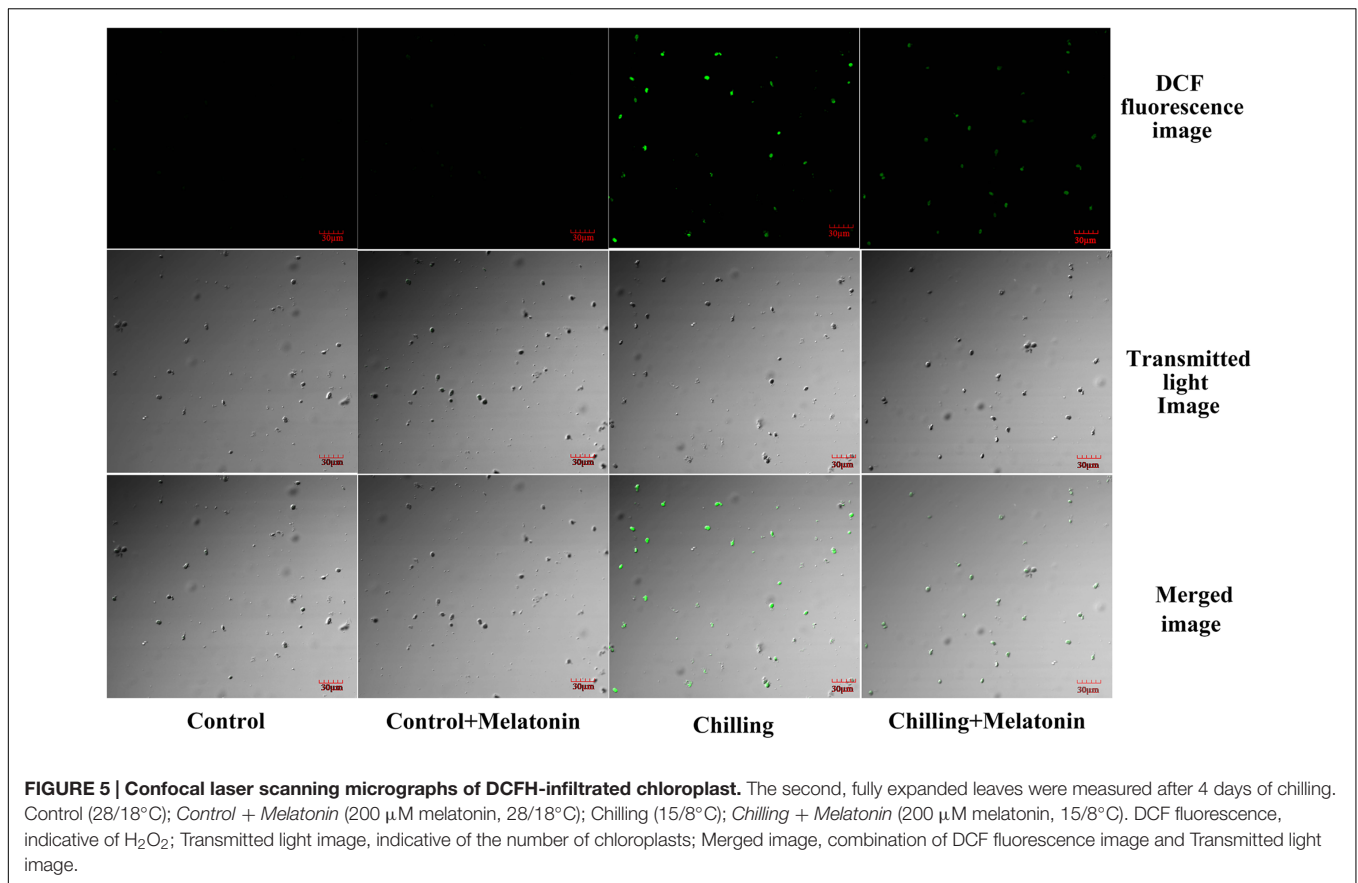 DCF
fluorescence
image
30μm 30μm 30μm 30μm
Transmitted
light
Image
30μm 30μm 30μm 30μm
Merged
image
30μm 30μm 30μm 30μm
Control Control+Melatonin Chilling Chilling+Melatonin
FIGURE 5 | Confocal laser scanning micrographs of DCFH-infiltrated chloroplast. The second, fully expanded leaves were measured after 4 days of chilling.
Control (28/18°C); Control + Melatonin (200 μM melatonin, 28/18°C); Chilling (15/8°C); Chilling + Melatonin (200 μM melatonin, 15/8°C). DCF fluorescence,
indicative of H₂O₂; Transmitted light image, indicative of the number of chloroplasts; Merged image, combination of DCF fluorescence image and Transmitted light
image.